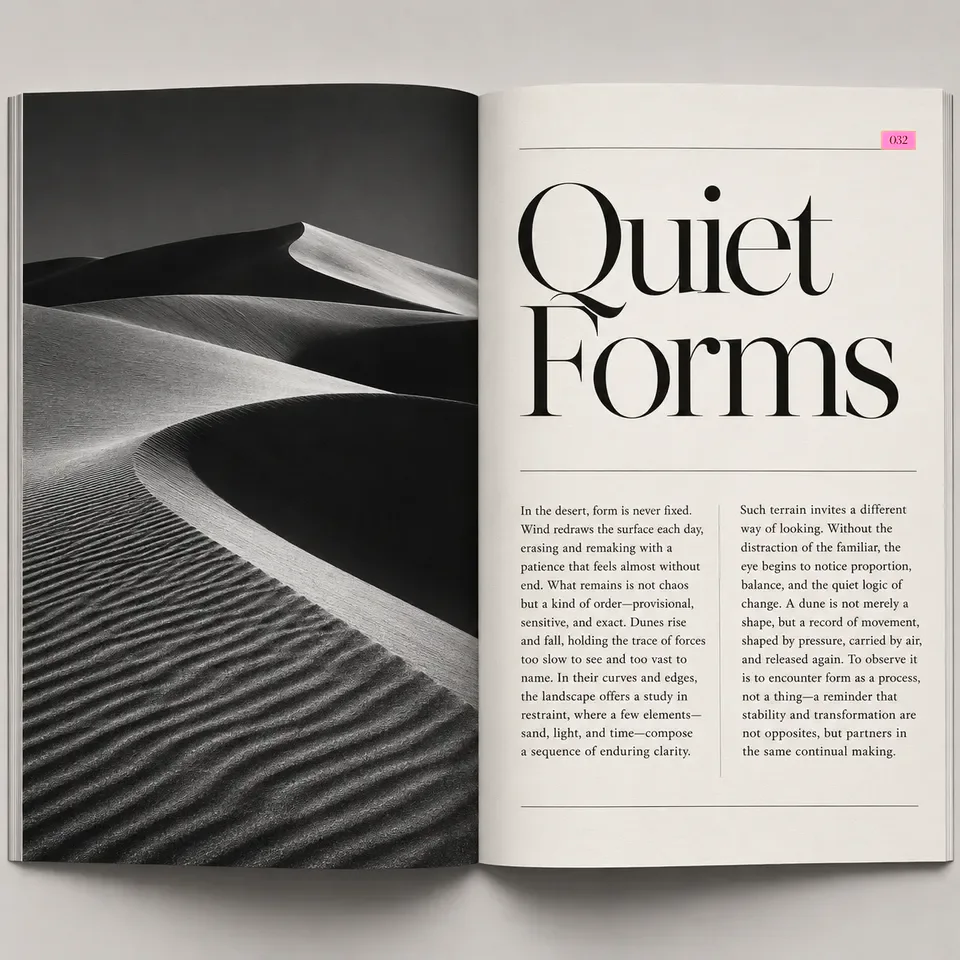 032
Quiet
Forms
In the desert, form is never fixed.
Wind redraws the surface each day,
erasing and remaking with a
patience that feels almost without
end. What remains is not chaos
but a kind of order—provisional,
sensitive, and exact. Dunes rise
and fall, holding the trace of forces
too slow to see and too vast to
name. In their curves and edges,
the landscape offers a study in
restraint, where a few elements—
sand, light, and time—compose
a sequence of enduring clarity.
Such terrain invites a different
way of looking. Without the
distraction of the familiar, the
eye begins to notice proportion,
balance, and the quiet logic of
change. A dune is not merely a
shape, but a record of movement,
shaped by pressure, carried by air,
and released again. To observe it
is to encounter form as a process,
not a thing—a reminder that
stability and transformation are
not opposites, but partners in
the same continual making.